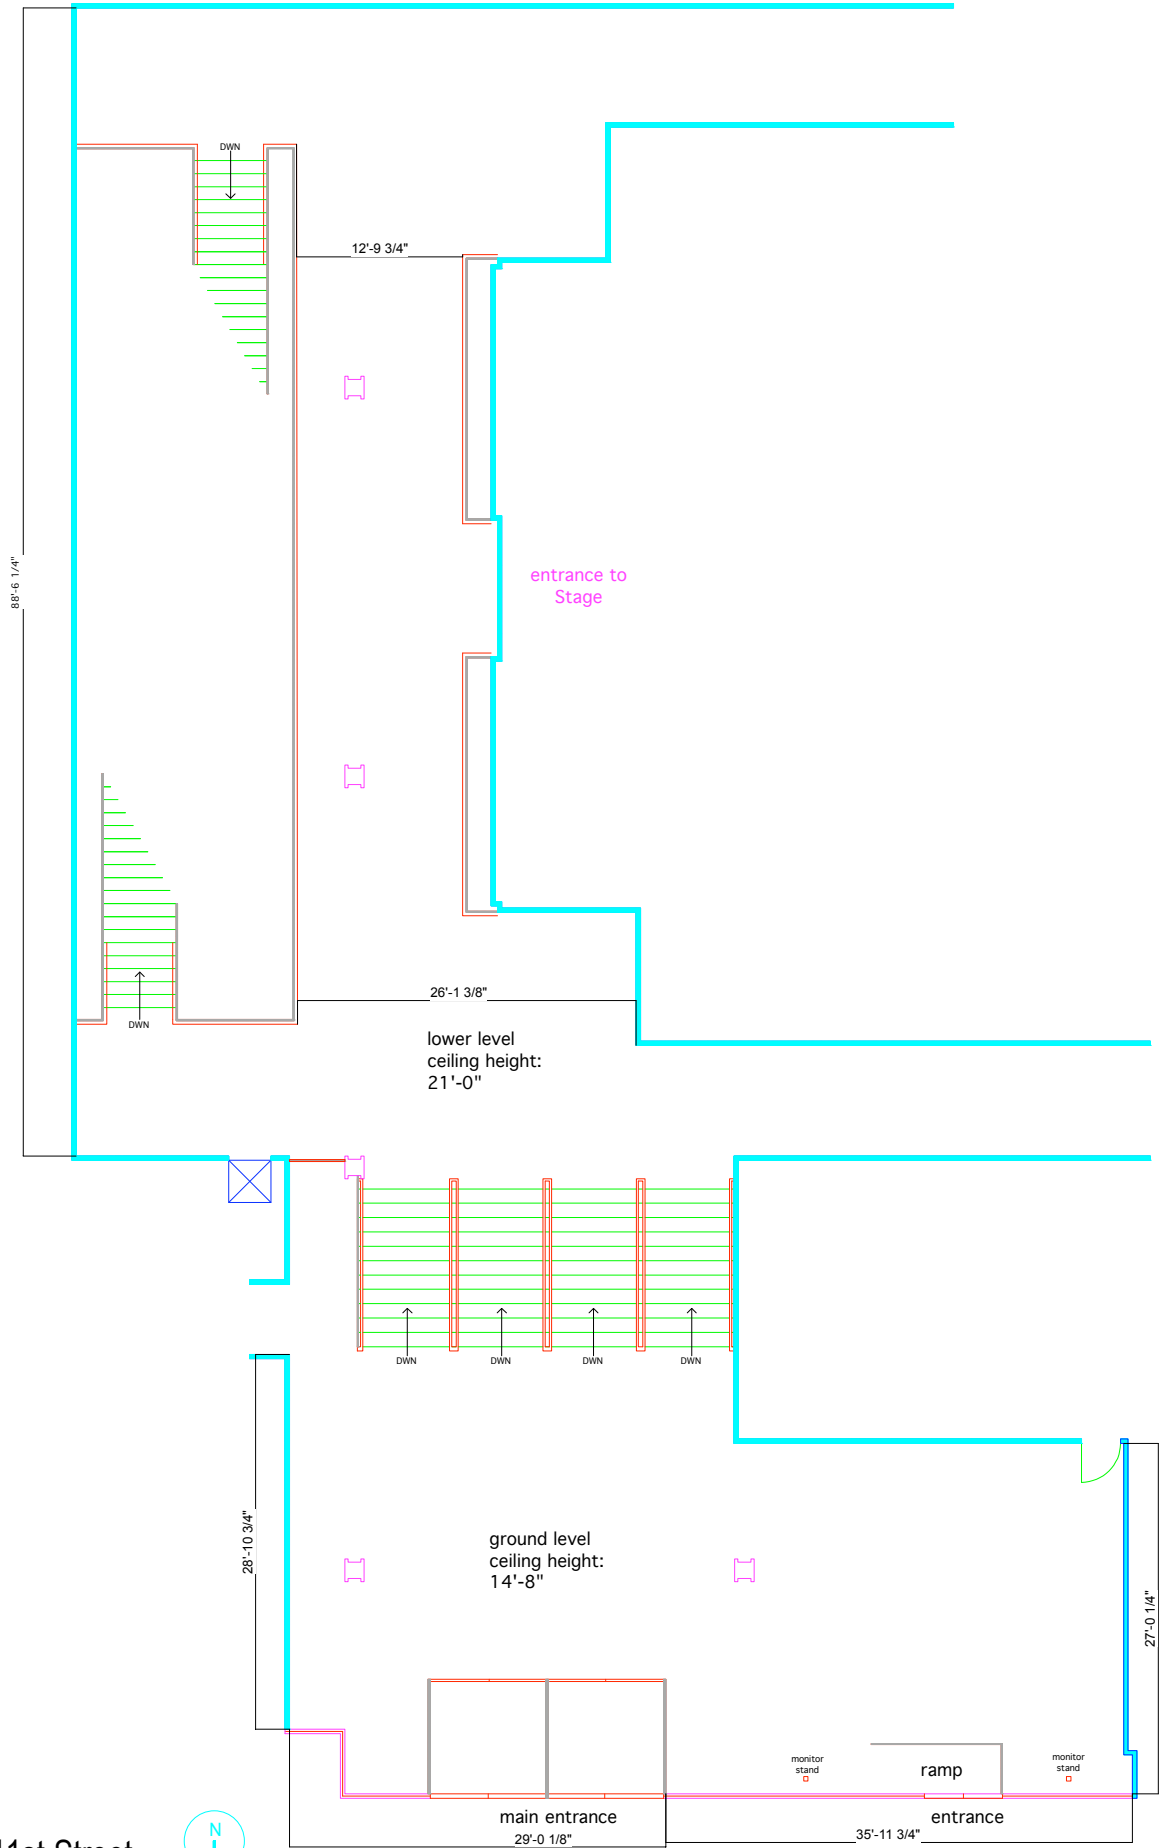 DWN
12'-9 3/4"
88'-6 1/4"
entrance to
Stage
26'-1 3/8"
DWN
lower level
ceiling height:
21'-0"
DWN
DWN
DWN
DWN
28'-10 3/4"
ground level
ceiling height:
14'-8"
27'-0 1/4"
monitor
stand
ramp
monitor
stand
main entrance
entrance
29'-0 1/8"
35'-11 3/4"
N
Street